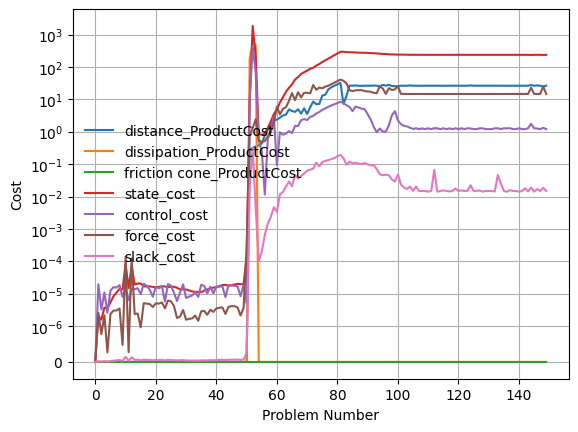 10³
10²
10¹
10⁰
10⁻¹
10⁻²
10⁻³
10⁻⁴
10⁻⁵
10⁻⁶
0
Cost
distance_ProductCost
dissipation_ProductCost
friction cone_ProductCost
state_cost
control_cost
force_cost
slack_cost
0 20 40 60 80 100 120 140
Problem Number